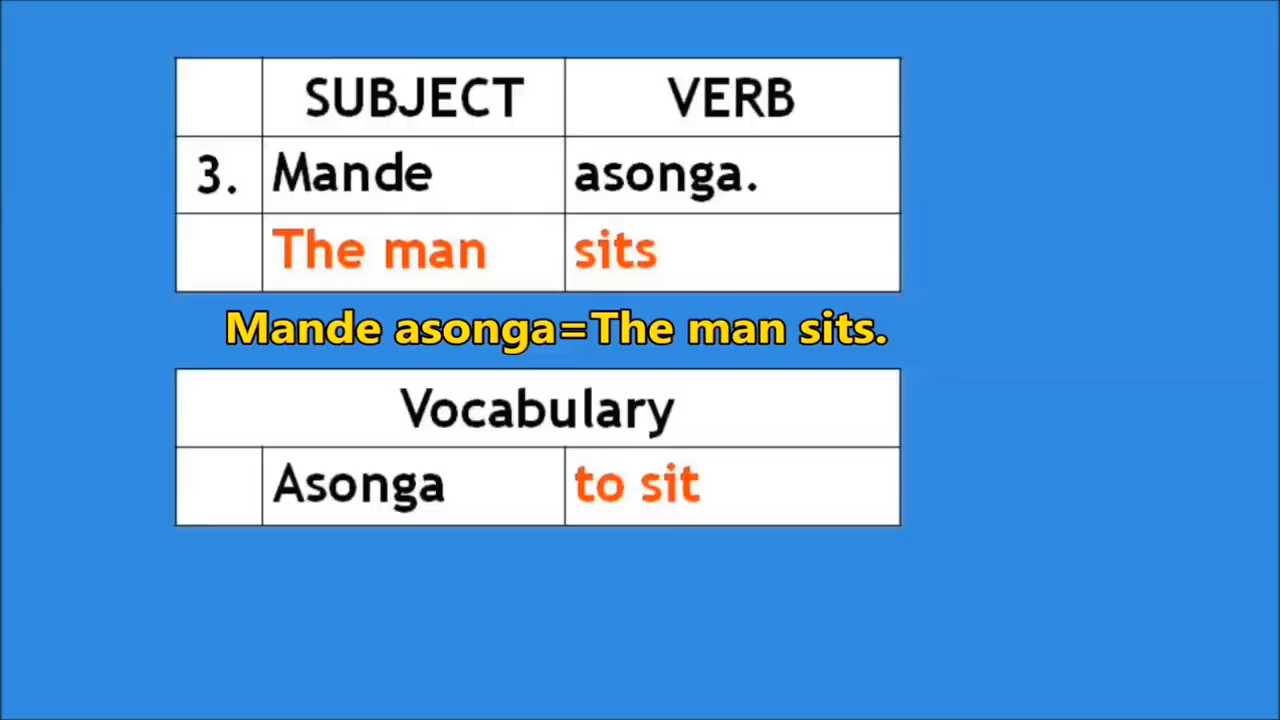 SUBJECT VERB
3. Mande asonga.
The man sits
Mande asonga=The man sits.
Vocabulary
Asonga to sit